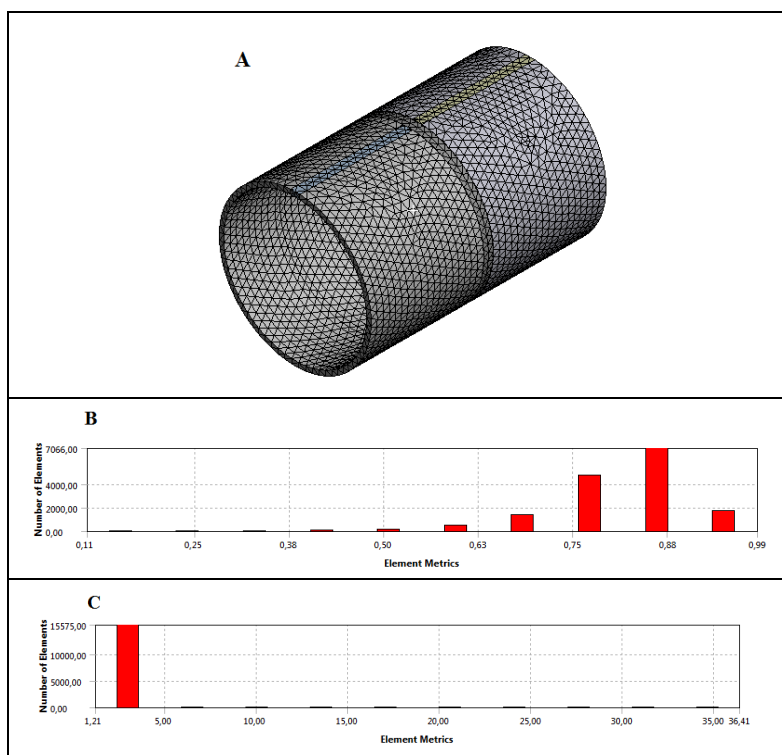 A
B
Number of Elements
7066,00
4000,00
2000,00
0,00
0,11 0,25 0,38 0,50 0,63 0,75 0,88 0,99
Element Metrics
C
Number of Elements
15575,00
10000,00
5000,00
0,00
1,21 5,00 10,00 15,00 20,00 25,00 30,00 35,00 36,41
Element Metrics